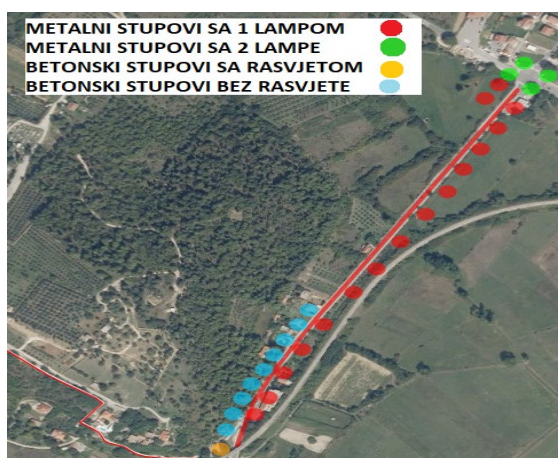 METALNI STUPOVI SA 1 LAMPOM
METALNI STUPOVI SA 2 LAMPE
BETONSKI STUPOVI SA RASVJETOM
BETONSKI STUPOVI BEZ RASVJETE